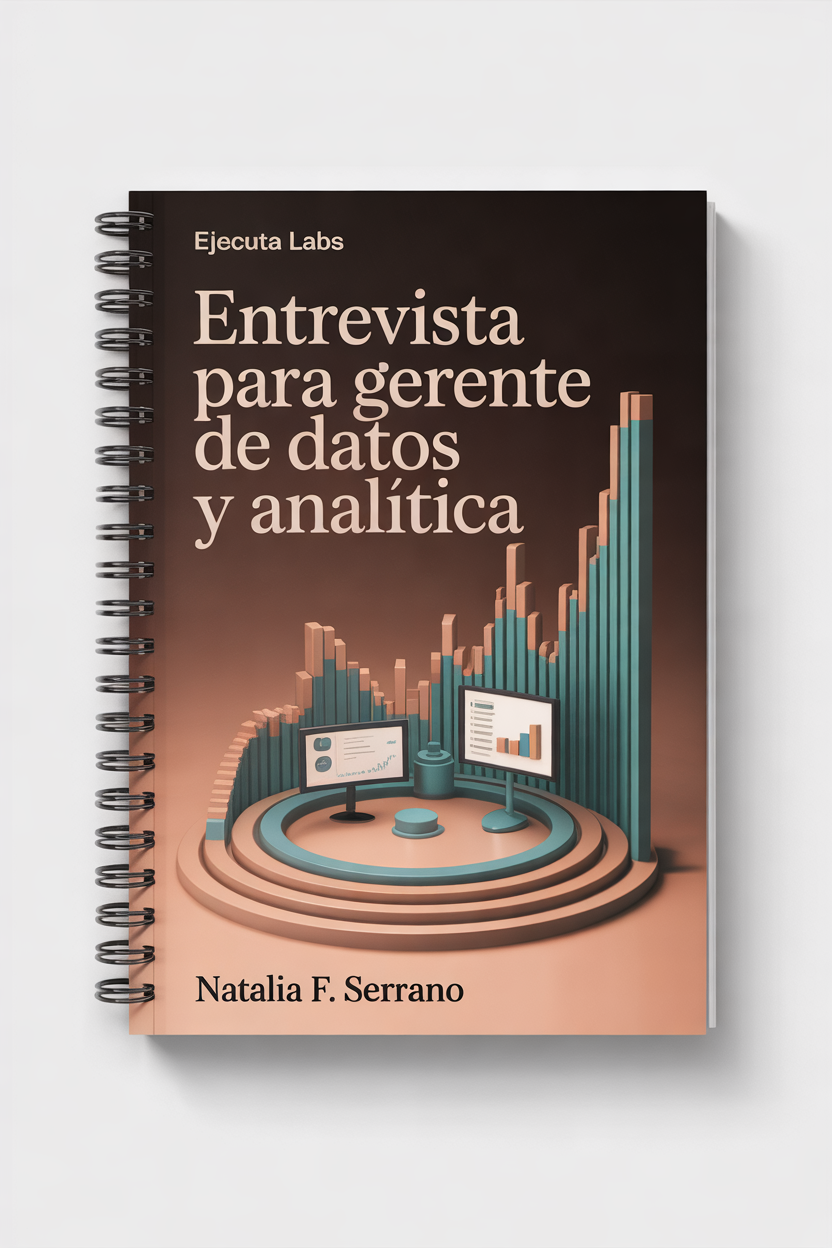 Ejecuta Labs
Entrevista
para gerente
de datos
y analítica
Natalia F. Serrano